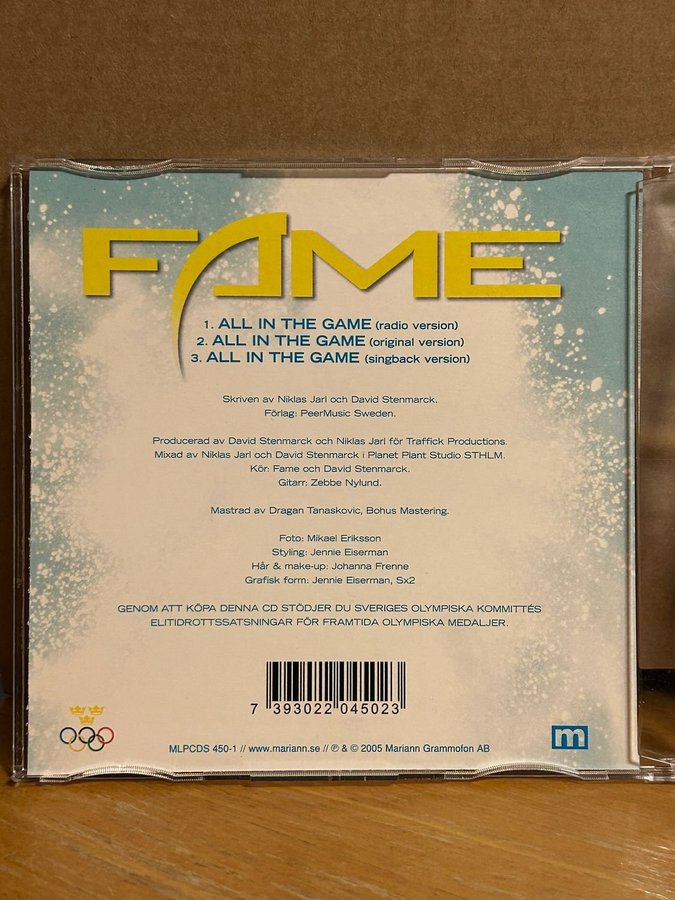 FAME
1. ALL IN THE GAME (radio version)
2. ALL IN THE GAME (original version)
3. ALL IN THE GAME (singback version)
Skriven av Niklas Jarl och David Stenmarck.
Förlag: PeerMusic Sweden.
Producerad av David Stenmarck och Niklas Jarl för Traffick Productions.
Mixad av Niklas Jarl och David Stenmarck i Planet Plant Studio STHLM.
Kör: Fame och David Stenmarck.
Gitarr: Zebbe Nylund.
Mastrad av Dragan Tanaskovic, Bohus Mastering.
Foto: Mikael Eriksson
Styling: Jennie Eiserman
Hår & make-up: Johanna Frenne
Grafisk form: Jennie Eiserman, Sx2
GENOM ATT KÖPA DENNA CD STÖDJER DU SVERIGES OLYMPISKA KOMMITTÉS
ELITIDROTTSSATSNINGAR FÖR FRAMTIDA OLYMPISKA MEDALJER.
7 393022 045023
MLPCDS 450-1 // www.mariann.se // ℗ & © 2005 Mariann Grammofon AB
m